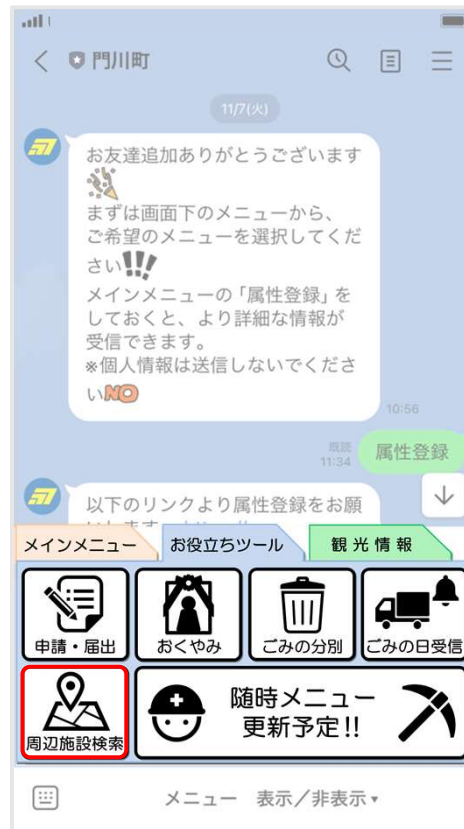 門川町
11/7(火)
お友達追加ありがとうございます
まずは画面下のメニューから、
ご希望のメニューを選択してくだ
さい!!!
メインメニューの「属性登録」を
しておくと、より詳細な情報が
受信できます。
※個人情報は送信しないでくださ
いNO
10:56
既読
11:34
属性登録
以下のリンクより属性登録をお願
メインメニュー
お役立ちツール
観光情報
申請・届出
おくやみ
ごみの分別
ごみの日受信
周辺施設検索
随時メニュー
更新予定!!
メニュー 表示/非表示▾